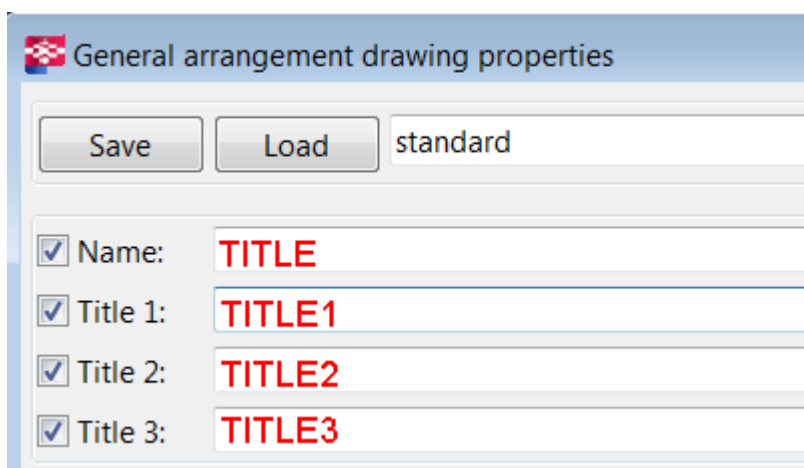 General arrangement drawing properties
Save Load standard
Name: TITLE
Title 1: TITLE1
Title 2: TITLE2
Title 3: TITLE3